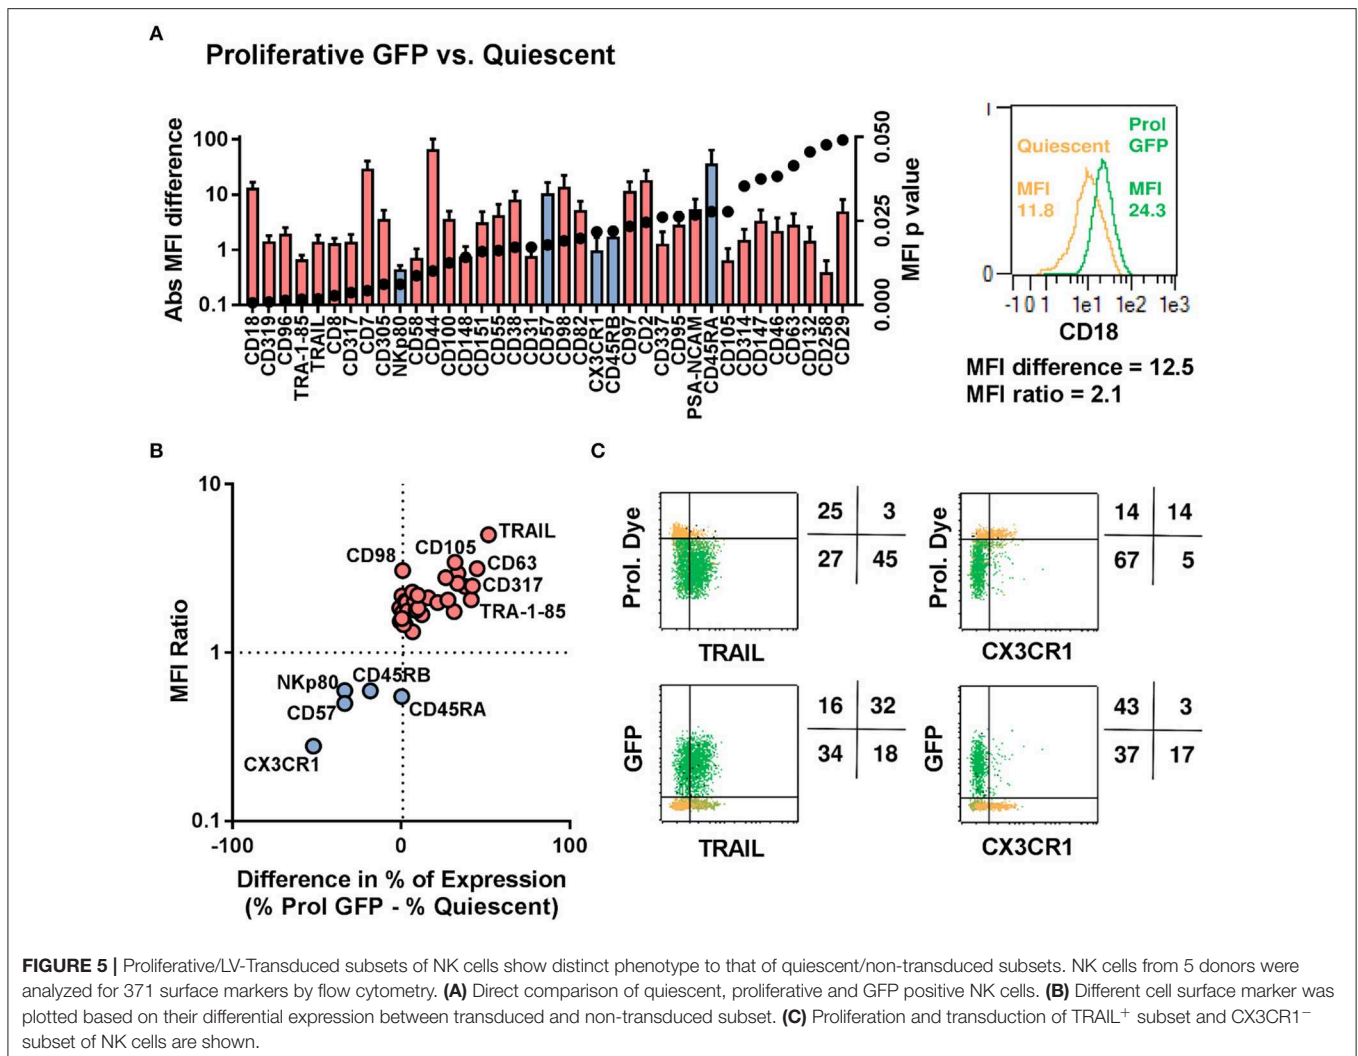 A
Proliferative GFP vs. Quiescent
Abs MFI difference
100
10
1
0.1
0.050
0.025
0.000
MFI p value
CD18
CD319
CD96
TRA-1-85
TRAIL
CD8
CD317
CD7
CD305
NKp80
CD58
CD44
CD100
CD148
CD151
CD55
CD38
CD31
CD57
CD98
CD82
CX3CR1
CD45RB
CD97
CD2
CD337
CD95
PSA-NCAM
CD45RA
CD105
CD314
CD147
CD46
CD63
CD132
CD258
CD29
1
Prol
GFP
Quiescent
MFI
11.8
MFI
24.3
0
-1 0 1 1e1 1e2 1e3
CD18
MFI difference = 12.5
MFI ratio = 2.1
B
MFI Ratio
10
1
0.1
TRAIL
CD105
CD98
CD63
CD317
TRA-1-85
NKp80
CD45RB
CD57
CD45RA
CX3CR1
-100 0 100
Difference in % of Expression
(% Prol GFP - % Quiescent)
C
Prol. Dye
TRAIL
25 3
27 45
Prol. Dye
CX3CR1
14 14
67 5
GFP
TRAIL
16 32
34 18
GFP
CX3CR1
43 3
37 17
FIGURE 5 | Proliferative/LV-Transduced subsets of NK cells show distinct phenotype to that of quiescent/non-transduced subsets. NK cells from 5 donors were
analyzed for 371 surface markers by flow cytometry. (A) Direct comparison of quiescent, proliferative and GFP positive NK cells. (B) Different cell surface marker was
plotted based on their differential expression between transduced and non-transduced subset. (C) Proliferation and transduction of TRAIL⁺ subset and CX3CR1⁻
subset of NK cells are shown.